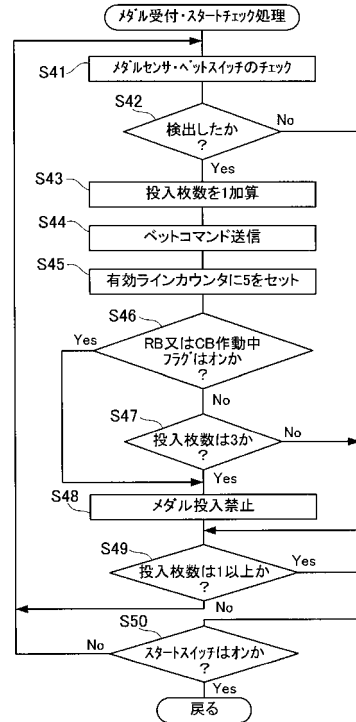 メダル受付・スタートチェック処理
S41
メダルセンサ・ベットスイッチのチェック
S42
検出したか
?
No
Yes
S43
投入枚数を1加算
S44
ベットコマンド送信
S45
有効ラインカウンタに5をセット
S46
RB又はCB作動中
フラグはオンか
?
Yes
No
S47
投入枚数は3か
?
No
Yes
S48
メダル投入禁止
S49
投入枚数は1以上か
?
Yes
No
S50
スタートスイッチはオンか
?
No
Yes
戻る